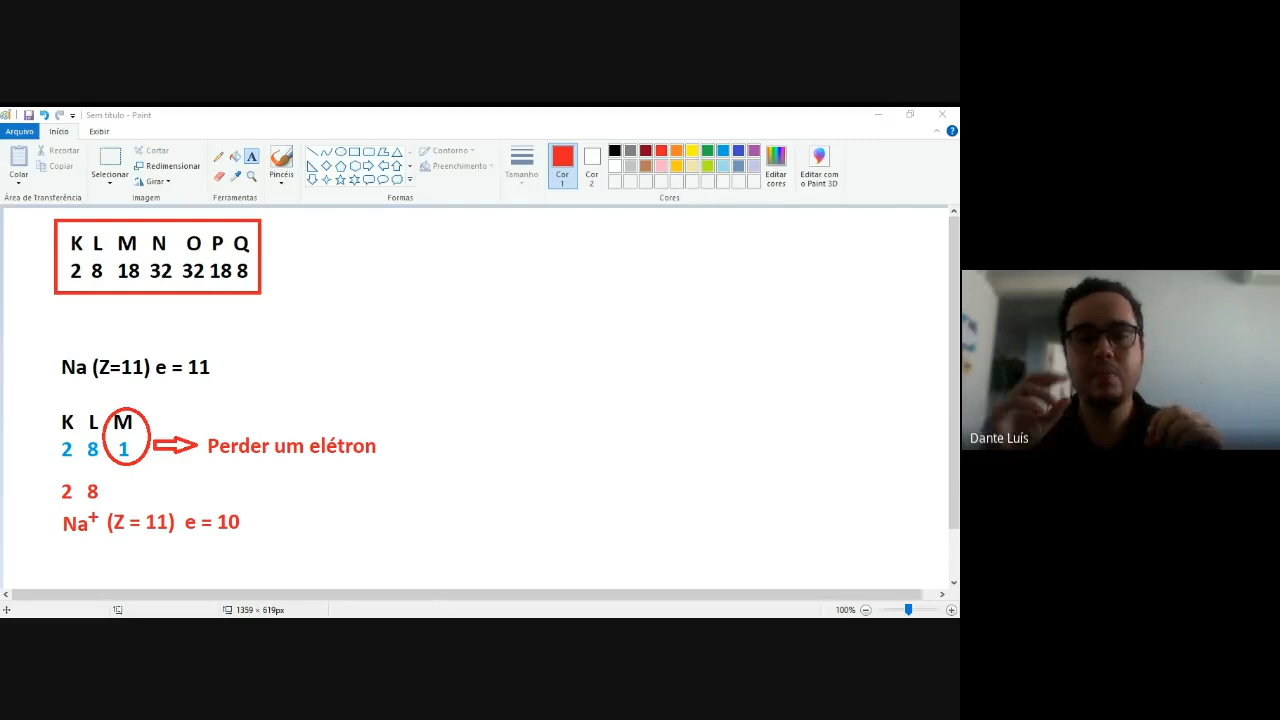 Sem título - Paint
Arquivo Início Exibir
Colar
Recortar
Copiar
Área de Transferência
Selecionar
Cortar
Redimensionar
Girar
Imagem
A
Ferramentas
Pincéis
Contorno
Preenchimento
Formas
Tamanho
Cor 1
Cor 2
Editar cores
Editar com o Paint 3D
Cores
K L M N O P Q
2 8 18 32 32 18 8
Na (Z=11) e = 11
K L M
2 8 1 Perder um elétron
2 8
Na⁺ (Z = 11) e = 10
Dante Luís
1359 × 619px
100%